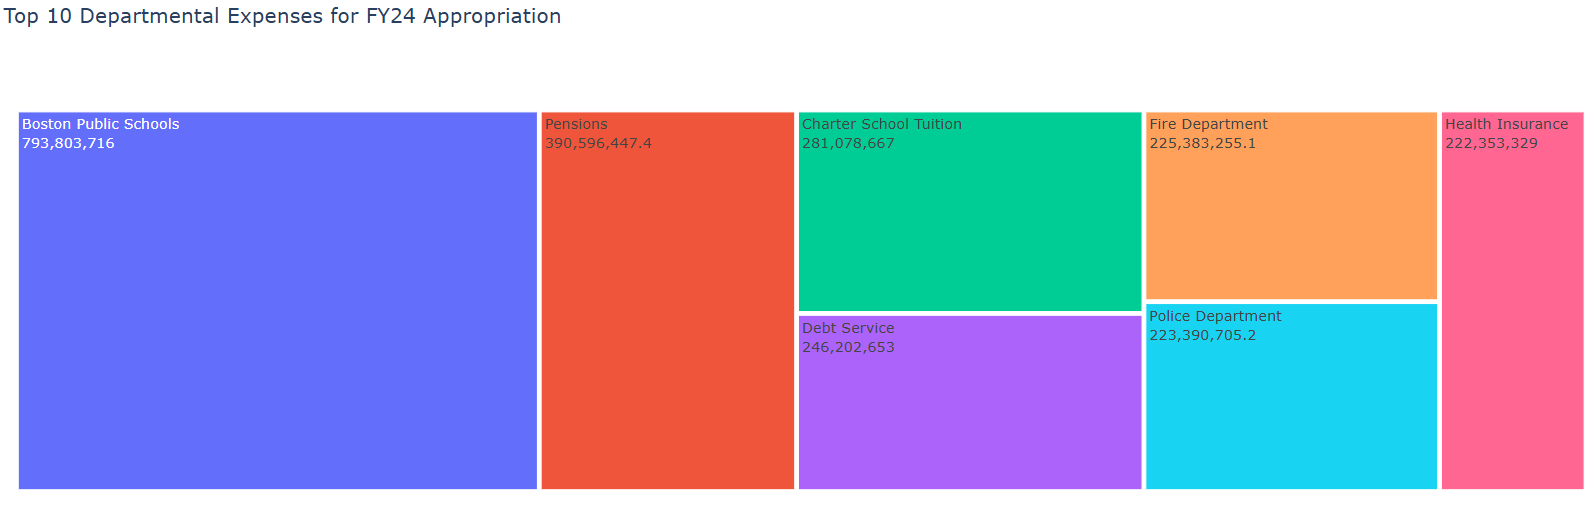 Top 10 Departmental Expenses for FY24 Appropriation
Boston Public Schools
793,803,716
Pensions
390,596,447.4
Charter School Tuition
281,078,667
Debt Service
246,202,653
Fire Department
225,383,255.1
Police Department
223,390,705.2
Health Insurance
222,353,329